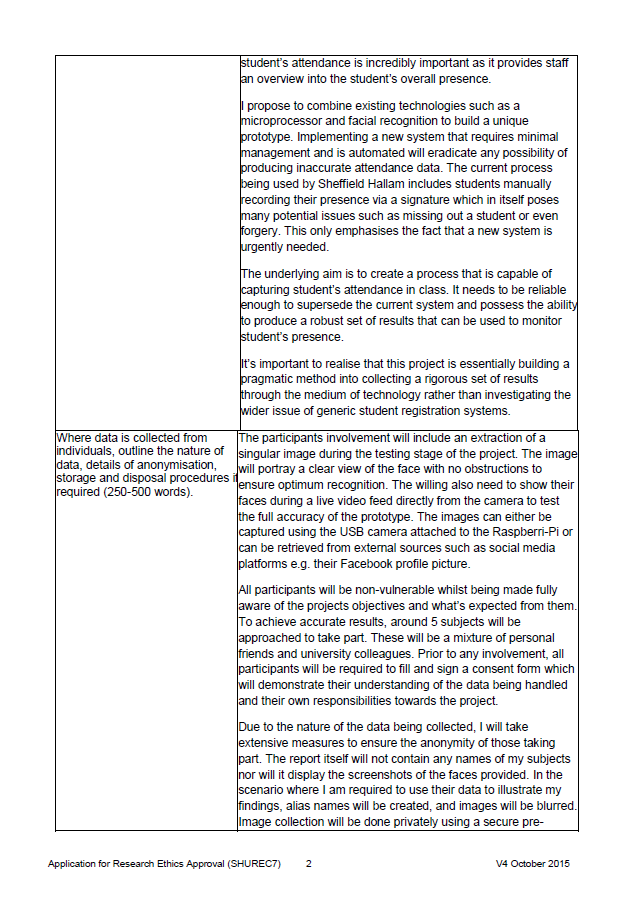 student’s attendance is incredibly important as it provides staff
an overview into the student’s overall presence.
I propose to combine existing technologies such as a
microprocessor and facial recognition to build a unique
prototype. Implementing a new system that requires minimal
management and is automated will eradicate any possibility of
producing inaccurate attendance data. The current process
being used by Sheffield Hallam includes students manually
recording their presence via a signature which in itself poses
many potential issues such as missing out a student or even
forgery. This only emphasises the fact that a new system is
urgently needed.
The underlying aim is to create a process that is capable of
capturing student’s attendance in class. It needs to be reliable
enough to supersede the current system and possess the ability
to produce a robust set of results that can be used to monitor
student’s presence.
It’s important to realise that this project is essentially building a
pragmatic method into collecting a rigorous set of results
through the medium of technology rather than investigating the
wider issue of generic student registration systems.
Where data is collected from
individuals, outline the nature of
data, details of anonymisation,
storage and disposal procedures if
required (250-500 words).
The participants involvement will include an extraction of a
singular image during the testing stage of the project. The image
will portray a clear view of the face with no obstructions to
ensure optimum recognition. The willing also need to show their
faces during a live video feed directly from the camera to test
the full accuracy of the prototype. The images can either be
captured using the USB camera attached to the Raspberri-Pi or
can be retrieved from external sources such as social media
platforms e.g. their Facebook profile picture.
All participants will be non-vulnerable whilst being made fully
aware of the projects objectives and what’s expected from them.
To achieve accurate results, around 5 subjects will be
approached to take part. These will be a mixture of personal
friends and university colleagues. Prior to any involvement, all
participants will be required to fill and sign a consent form which
will demonstrate their understanding of the data being handled
and their own responsibilities towards the project.
Due to the nature of the data being collected, I will take
extensive measures to ensure the anonymity of those taking
part. The report itself will not contain any names of my subjects
nor will it display the screenshots of the faces provided. In the
scenario where I am required to use their data to illustrate my
findings, alias names will be created, and images will be blurred.
Image collection will be done privately using a secure pre-
Application for Research Ethics Approval (SHUREC7) 2 V4 October 2015